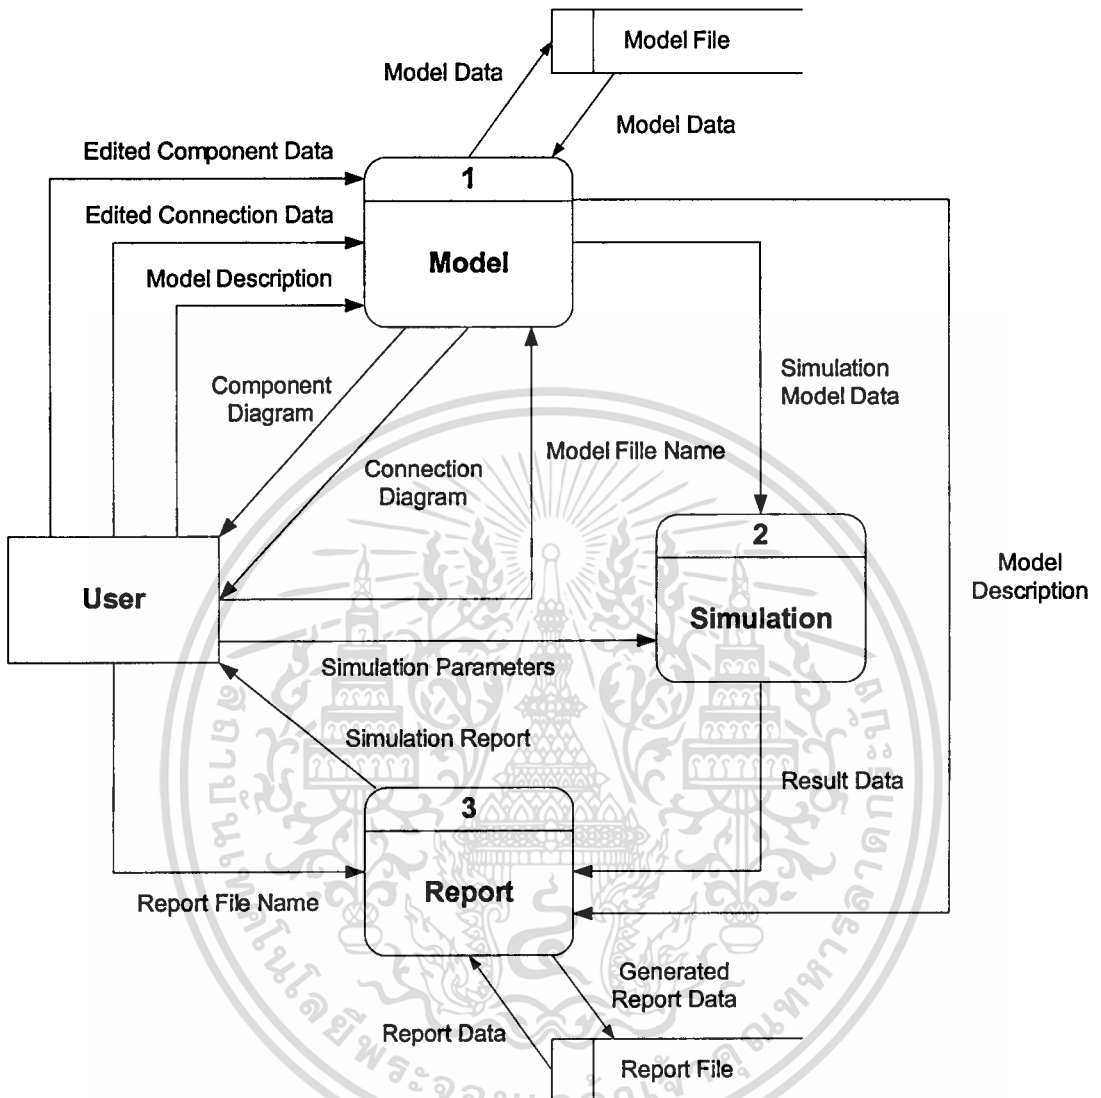 Model File
Model Data
Model Data
Edited Component Data
1
Edited Connection Data
Model
Model Description
Simulation
Model Data
Component
Diagram
Model Fille Name
Connection
Diagram
2
Model
Description
User
Simulation
Simulation Parameters
Simulation Report
Result Data
3
Report
Report File Name
Generated
Report Data
Report Data
Report File